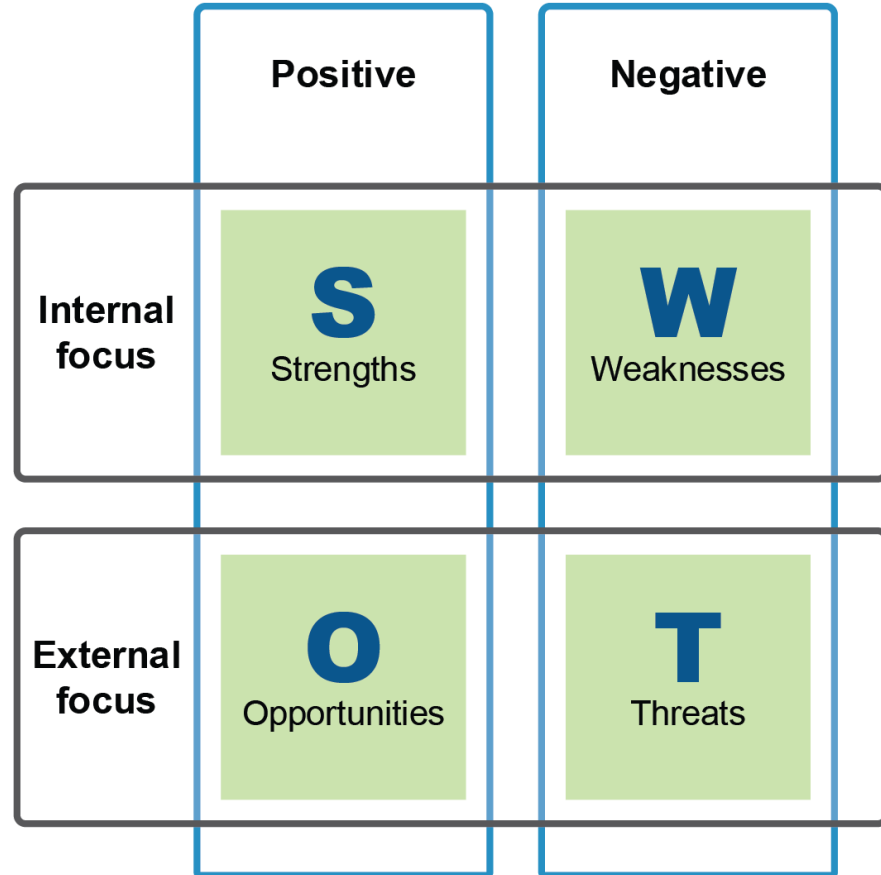 Positive
Negative
Internal
focus
S
Strengths
W
Weaknesses
External
focus
O
Opportunities
T
Threats